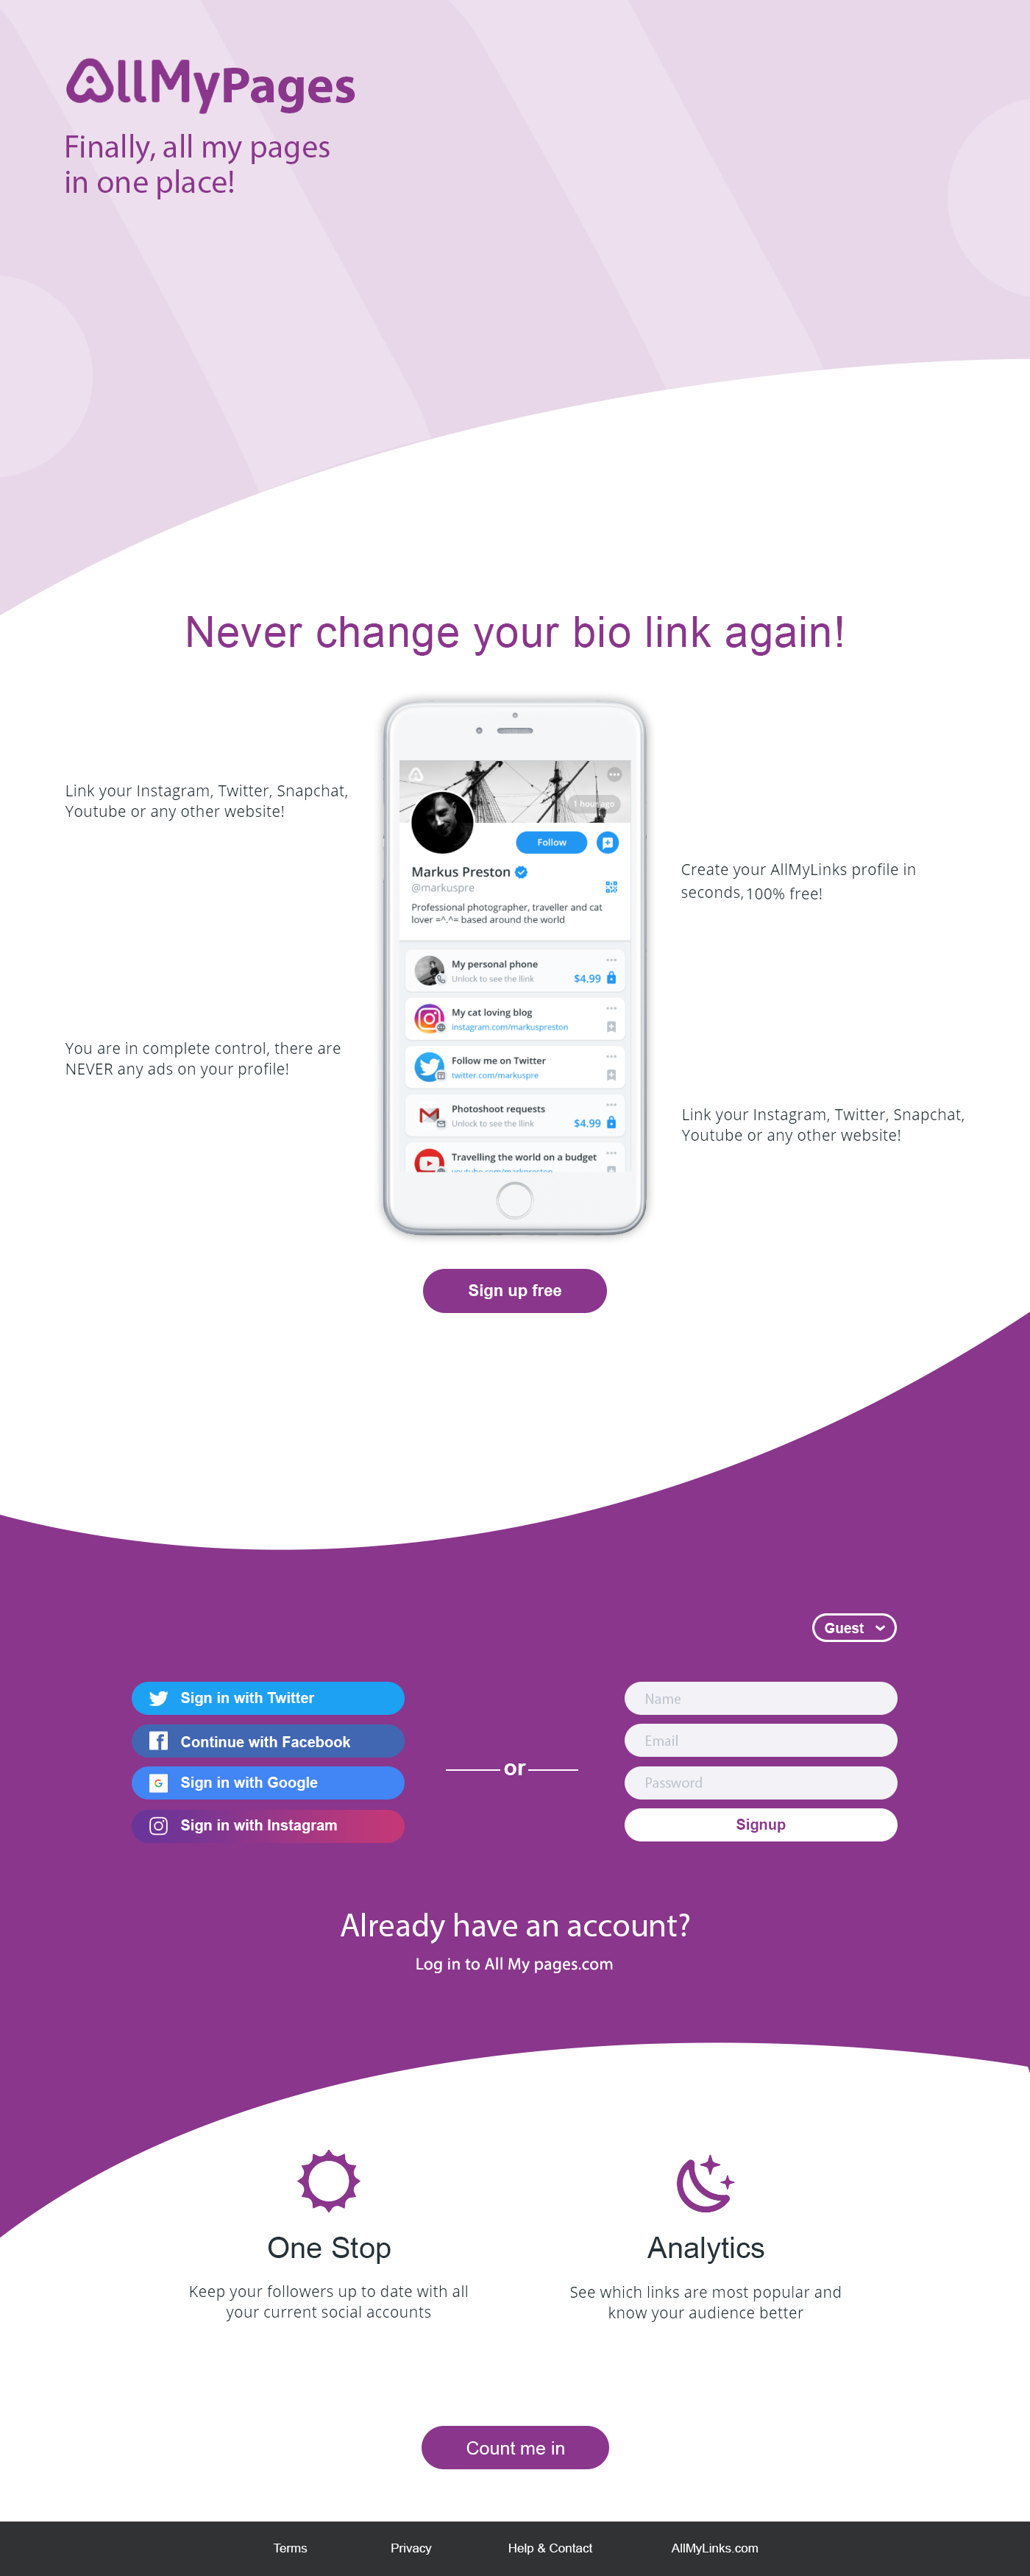 AllMyPages
Finally, all my pages
in one place!
Never change your bio link again!
Link your Instagram, Twitter, Snapchat,
Youtube or any other website!
Create your AllMyLinks profile in
seconds,100% free!
You are in complete control, there are
NEVER any ads on your profile!
Link your Instagram, Twitter, Snapchat,
Youtube or any other website!
1 hour ago
Follow
Markus Preston
@markuspre
Professional photographer, traveller and cat
lover =^.^= based around the world
My personal phone
Unlock to see the llink
$4.99
My cat loving blog
instagram.com/markuspreston
Follow me on Twitter
twitter.com/markuspre
Photoshoot requests
Unlock to see the llink
$4.99
Travelling the world on a budget
Sign up free
Guest
Sign in with Twitter
Continue with Facebook
Sign in with Google
Sign in with Instagram
or
Name
Email
Password
Signup
Already have an account?
Log in to All My pages.com
One Stop
Keep your followers up to date with all
your current social accounts
Analytics
See which links are most popular and
know your audience better
Count me in
Terms
Privacy
Help & Contact
AllMyLinks.com